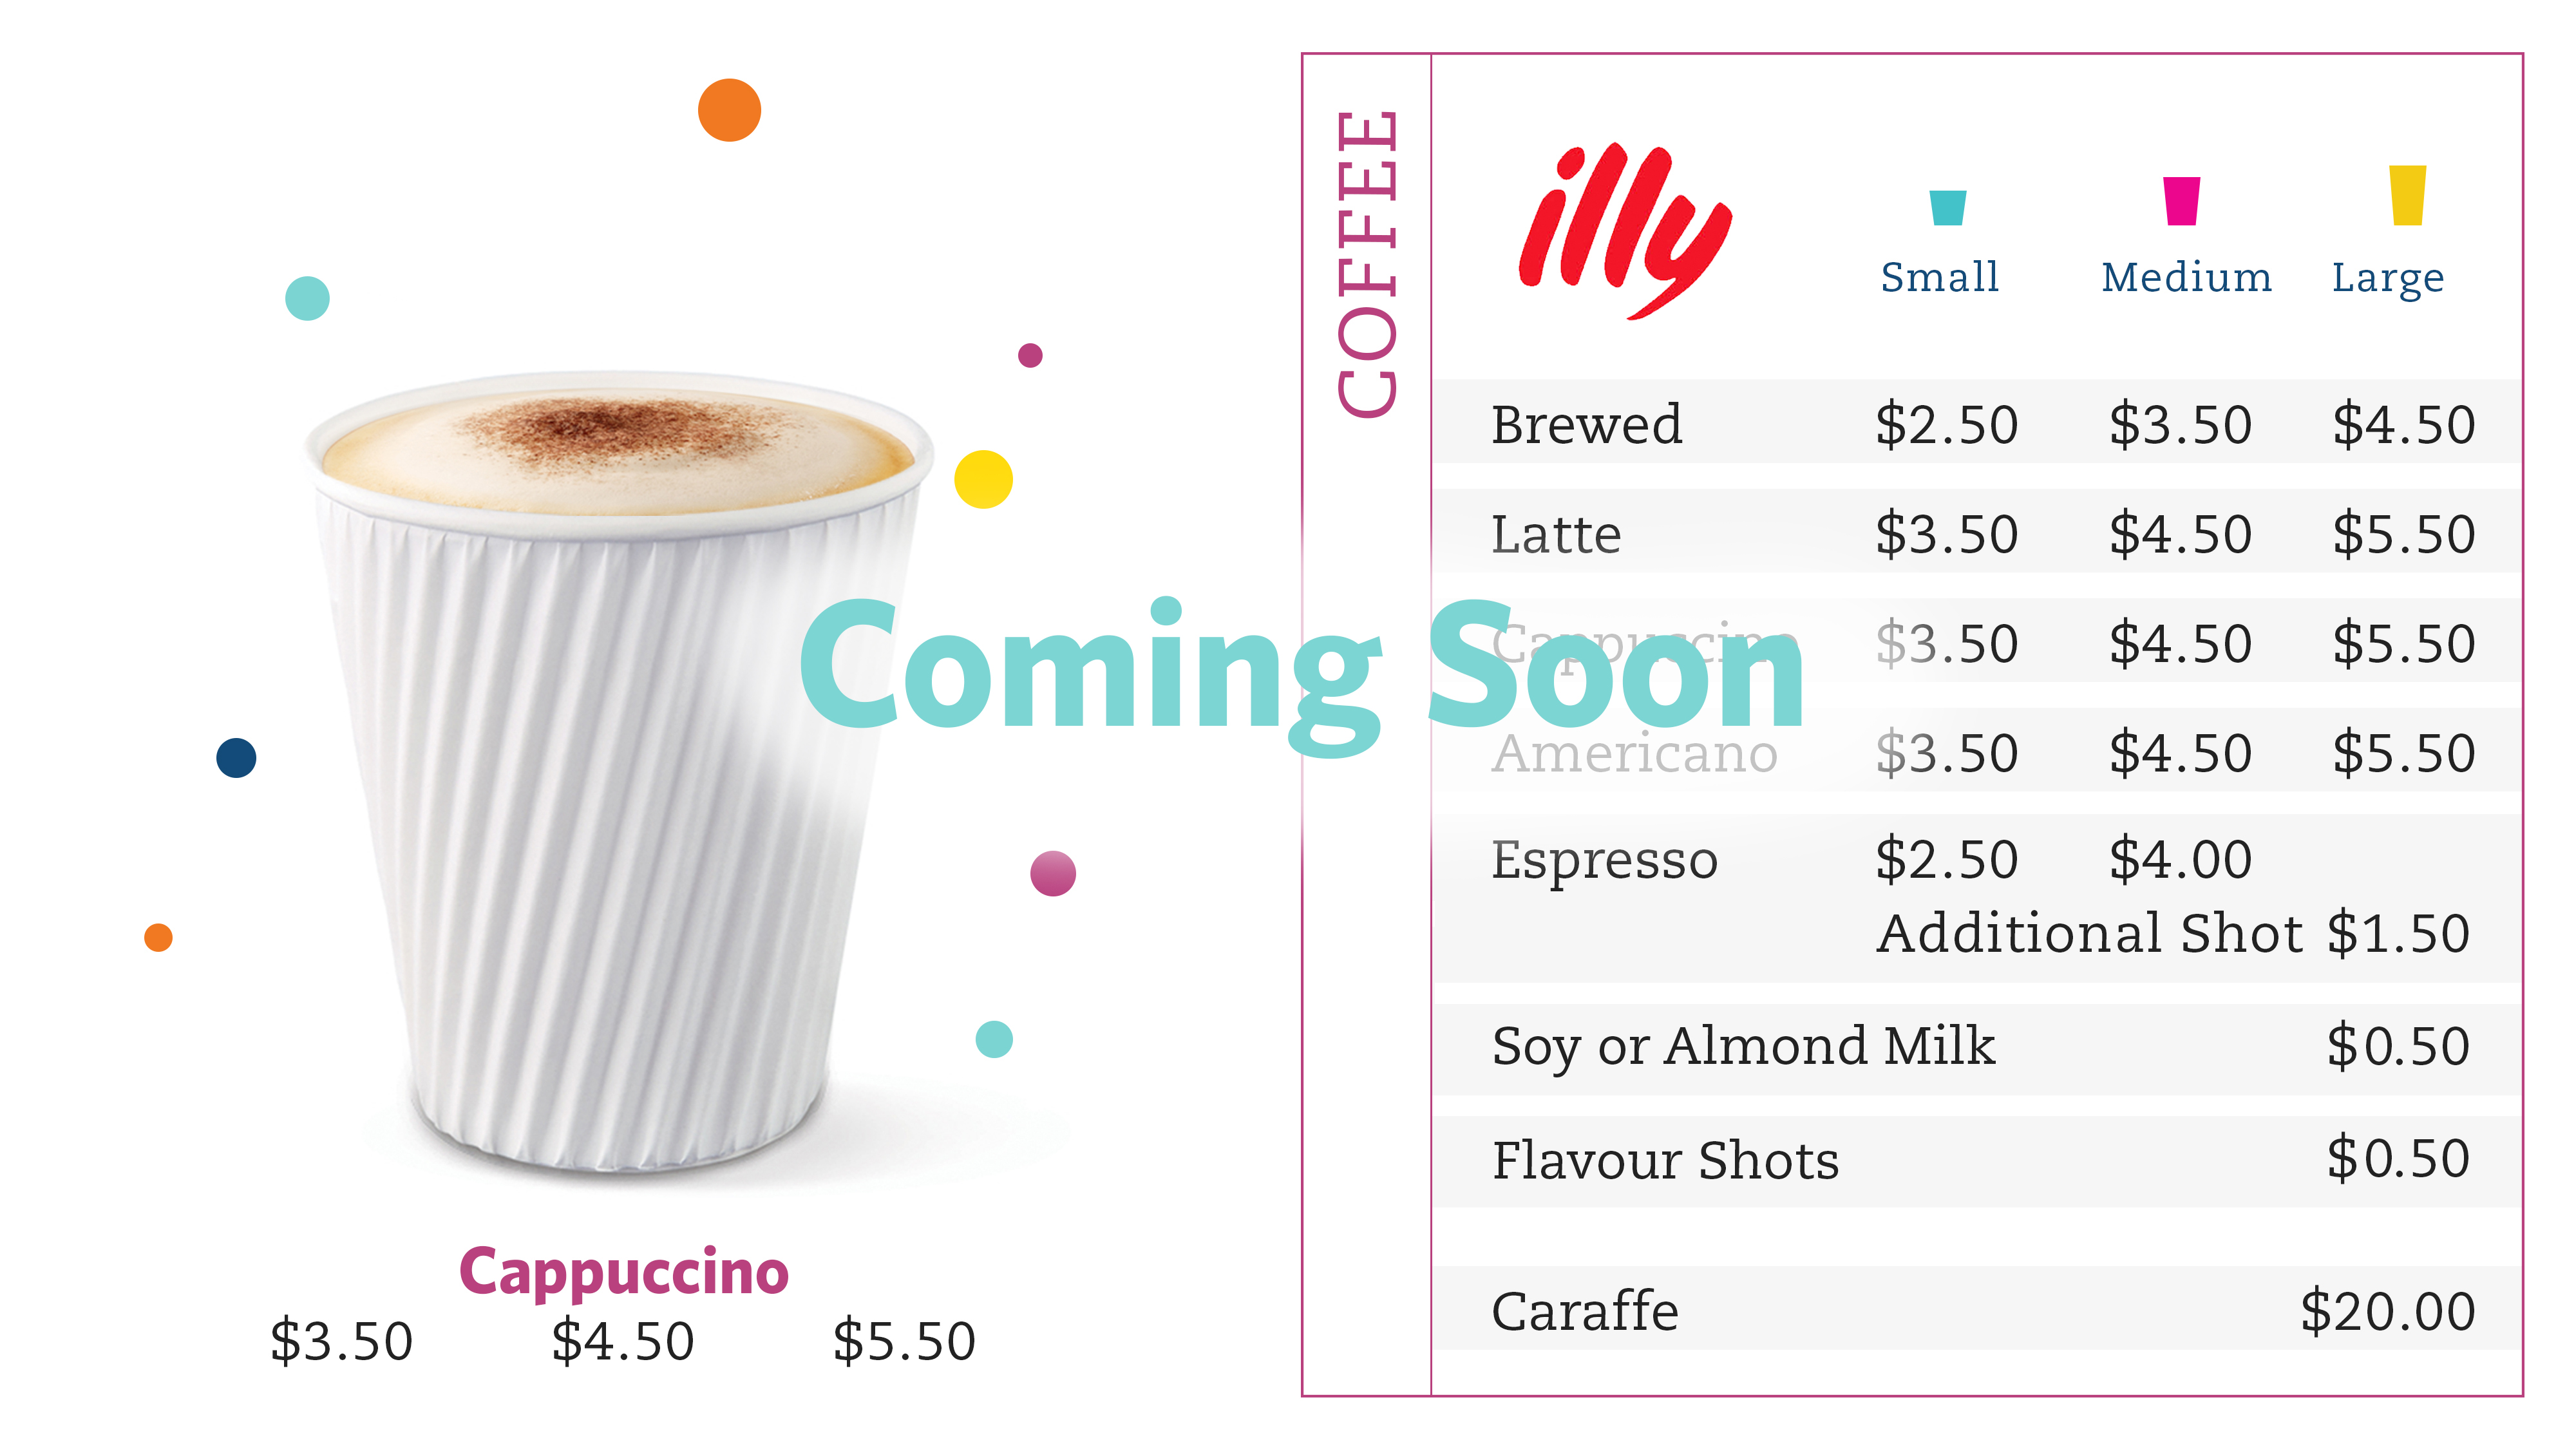 COFFEE
illy
Small Medium Large
Brewed $2.50 $3.50 $4.50
Latte $3.50 $4.50 $5.50
Cappuccino $3.50 $4.50 $5.50
Coming Soon
Americano $3.50 $4.50 $5.50
Espresso $2.50 $4.00
Additional Shot $1.50
Soy or Almond Milk $0.50
Flavour Shots $0.50
Caraffe $20.00
Cappuccino
$3.50 $4.50 $5.50